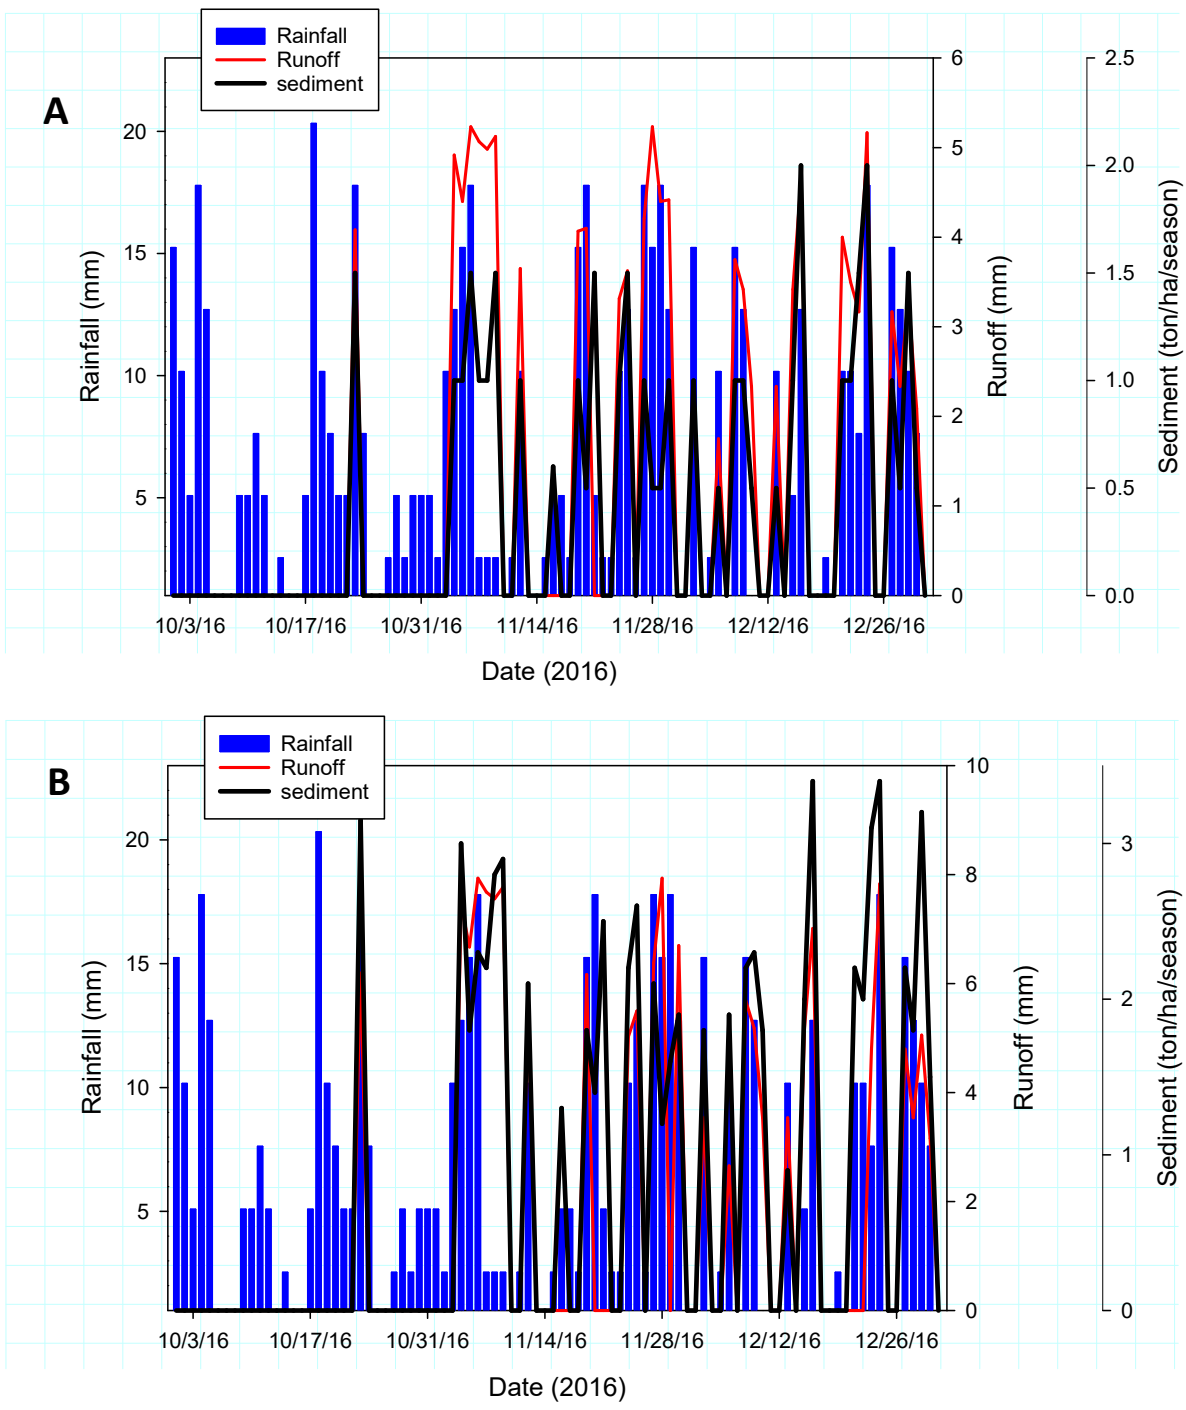 Rainfall
Runoff
sediment
A
20
15
10
5
Rainfall (mm)
6
5
4
3
2
1
0
Runoff (mm)
2.5
2.0
1.5
1.0
0.5
0.0
Sediment (ton/ha/season)
10/3/16 10/17/16 10/31/16 11/14/16 11/28/16 12/12/16 12/26/16
Date (2016)
Rainfall
Runoff
sediment
B
20
15
10
5
Rainfall (mm)
10
8
6
4
2
0
Runoff (mm)
3
2
1
0
Sediment (ton/ha/season)
10/3/16 10/17/16 10/31/16 11/14/16 11/28/16 12/12/16 12/26/16
Date (2016)